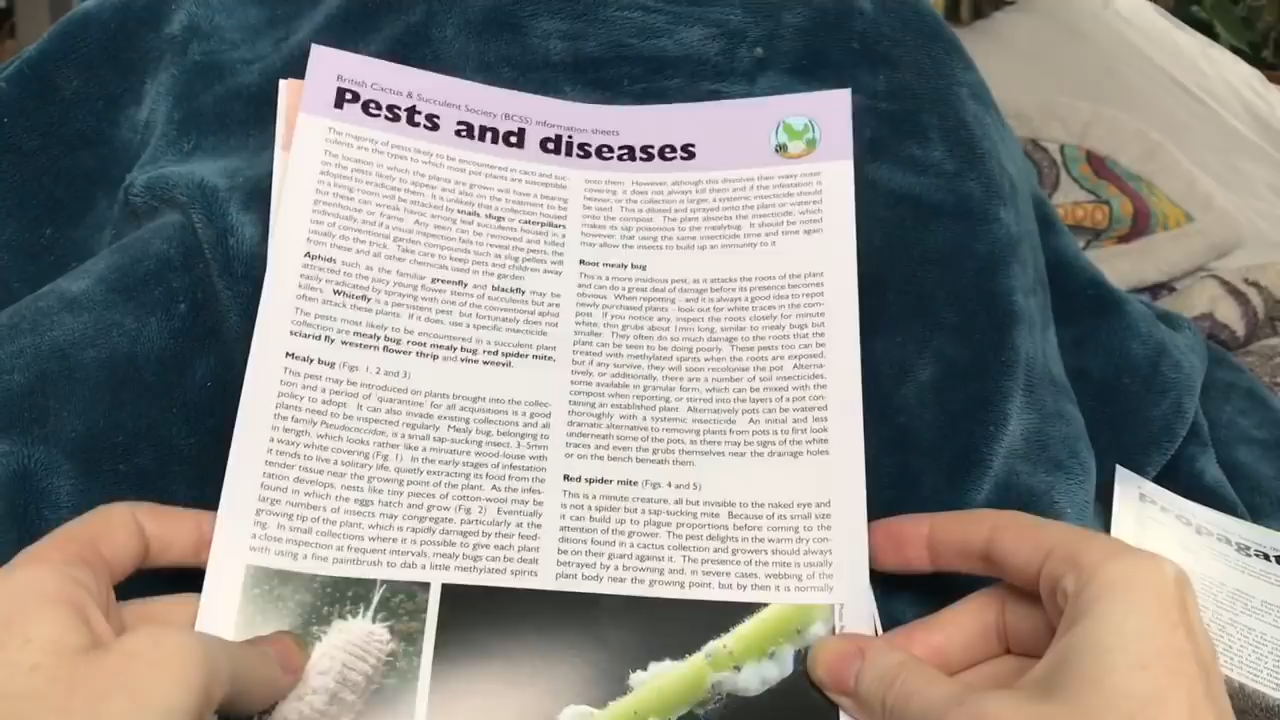 British Cactus & Succulent Society (BCSS) information sheets
Pests and diseases
The majority of pests likely to be encountered in cacti and suc-
culents are the types to which most pot plants are susceptible
The location in which the plants are grown will have a bearing
on the pests likely to appear and also on the treatment to be
adopted to eradicate them. It is unlikely that a collection housed
in a living-room will be attacked by snails, slugs or caterpillars
but these can wreak havoc among leaf succulents housed in a
greenhouse or frame. Any seen can be removed and killed
individually, and if a visual inspection fails to reveal the pests, the
use of conventional garden compounds such as slug pellets will
usually do the trick. Take care to keep pets and children away
from these and all other chemicals used in the garden.
Aphids such as the familiar greenfly and blackfly may be
attracted to the juicy young flower stems of succulents but are
easily eradicated by spraying with one of the conventional aphid
killers. Whitefly is a persistent pest but fortunately does not
often attack these plants. If it does, use a specific insecticide.
The pests most likely to be encountered in a succulent plant
collection are mealy bug, root mealy bug, red spider mite,
sciarid fly western flower thrip and vine weevil.
Mealy bug (Figs. 1, 2 and 3)
This pest may be introduced on plants brought into the collec-
tion and a period of 'quarantine' for all acquisitions is a good
policy to adopt. It can also invade existing collections and all
plants need to be inspected regularly. Mealy bug, belonging to
the family Pseudococcidae, is a small sap-sucking insect, 3–5mm
in length, which looks rather like a miniature wood-louse with
a waxy white covering (Fig. 1). In the early stages of infestation
it tends to live a solitary life, quietly extracting its food from the
tender tissue near the growing point of the plant. As the infes-
tation develops, nests like tiny pieces of cotton-wool may be
found in which the eggs hatch and grow (Fig. 2). Eventually
large numbers of insects may congregate, particularly at the
growing tip of the plant, which is rapidly damaged by their feed-
ing. In small collections where it is possible to give each plant
a close inspection at frequent intervals, mealy bugs can be dealt
with using a fine paintbrush to dab a little methylated spirits
onto them. However, although this dissolves their waxy outer
covering, it does not always kill them and if the infestation is
heavier, or the collection is larger, a systemic insecticide should
be used. This is diluted and sprayed onto the plant or watered
onto the compost. The plant absorbs the insecticide, which
makes its sap poisonous to the mealybug. It should be noted
however, that using the same insecticide time and time again
may allow the insects to build up an immunity to it
Root mealy bug
This is a more insidious pest, as it attacks the roots of the plant
and can do a great deal of damage before its presence becomes
obvious. When repotting - and it is always a good idea to repot
newly purchased plants - look out for white traces in the com-
post. If you notice any, inspect the roots closely for minute
white, thin grubs about 1mm long, similar to mealy bugs but
smaller. They often do so much damage to the roots that the
plant can be seen to be doing poorly. These pests too can be
treated with methylated spirits when the roots are exposed,
but if any survive, they will soon recolonise the pot. Alterna-
tively, or additionally, there are a number of soil insecticides,
some available in granular form, which can be mixed with the
compost when repotting, or stirred into the layers of a pot con-
taining an established plant. Alternatively pots can be watered
thoroughly with a systemic insecticide. An initial and less
dramatic alternative to removing plants from pots is to first look
underneath some of the pots, as there may be signs of the white
traces and even the grubs themselves near the drainage holes
or on the bench beneath them.
Red spider mite (Figs. 4 and 5)
This is a minute creature, all but invisible to the naked eye and
is not a spider but a sap-sucking mite. Because of its small size
it can build up to plague proportions before coming to the
attention of the grower. The pest delights in the warm dry con-
ditions found in a cactus collection and growers should always
be on their guard against it. The presence of the mite is usually
betrayed by a browning and, in severe cases, webbing of the
plant body near the growing point, but by then it is normally
Propagat